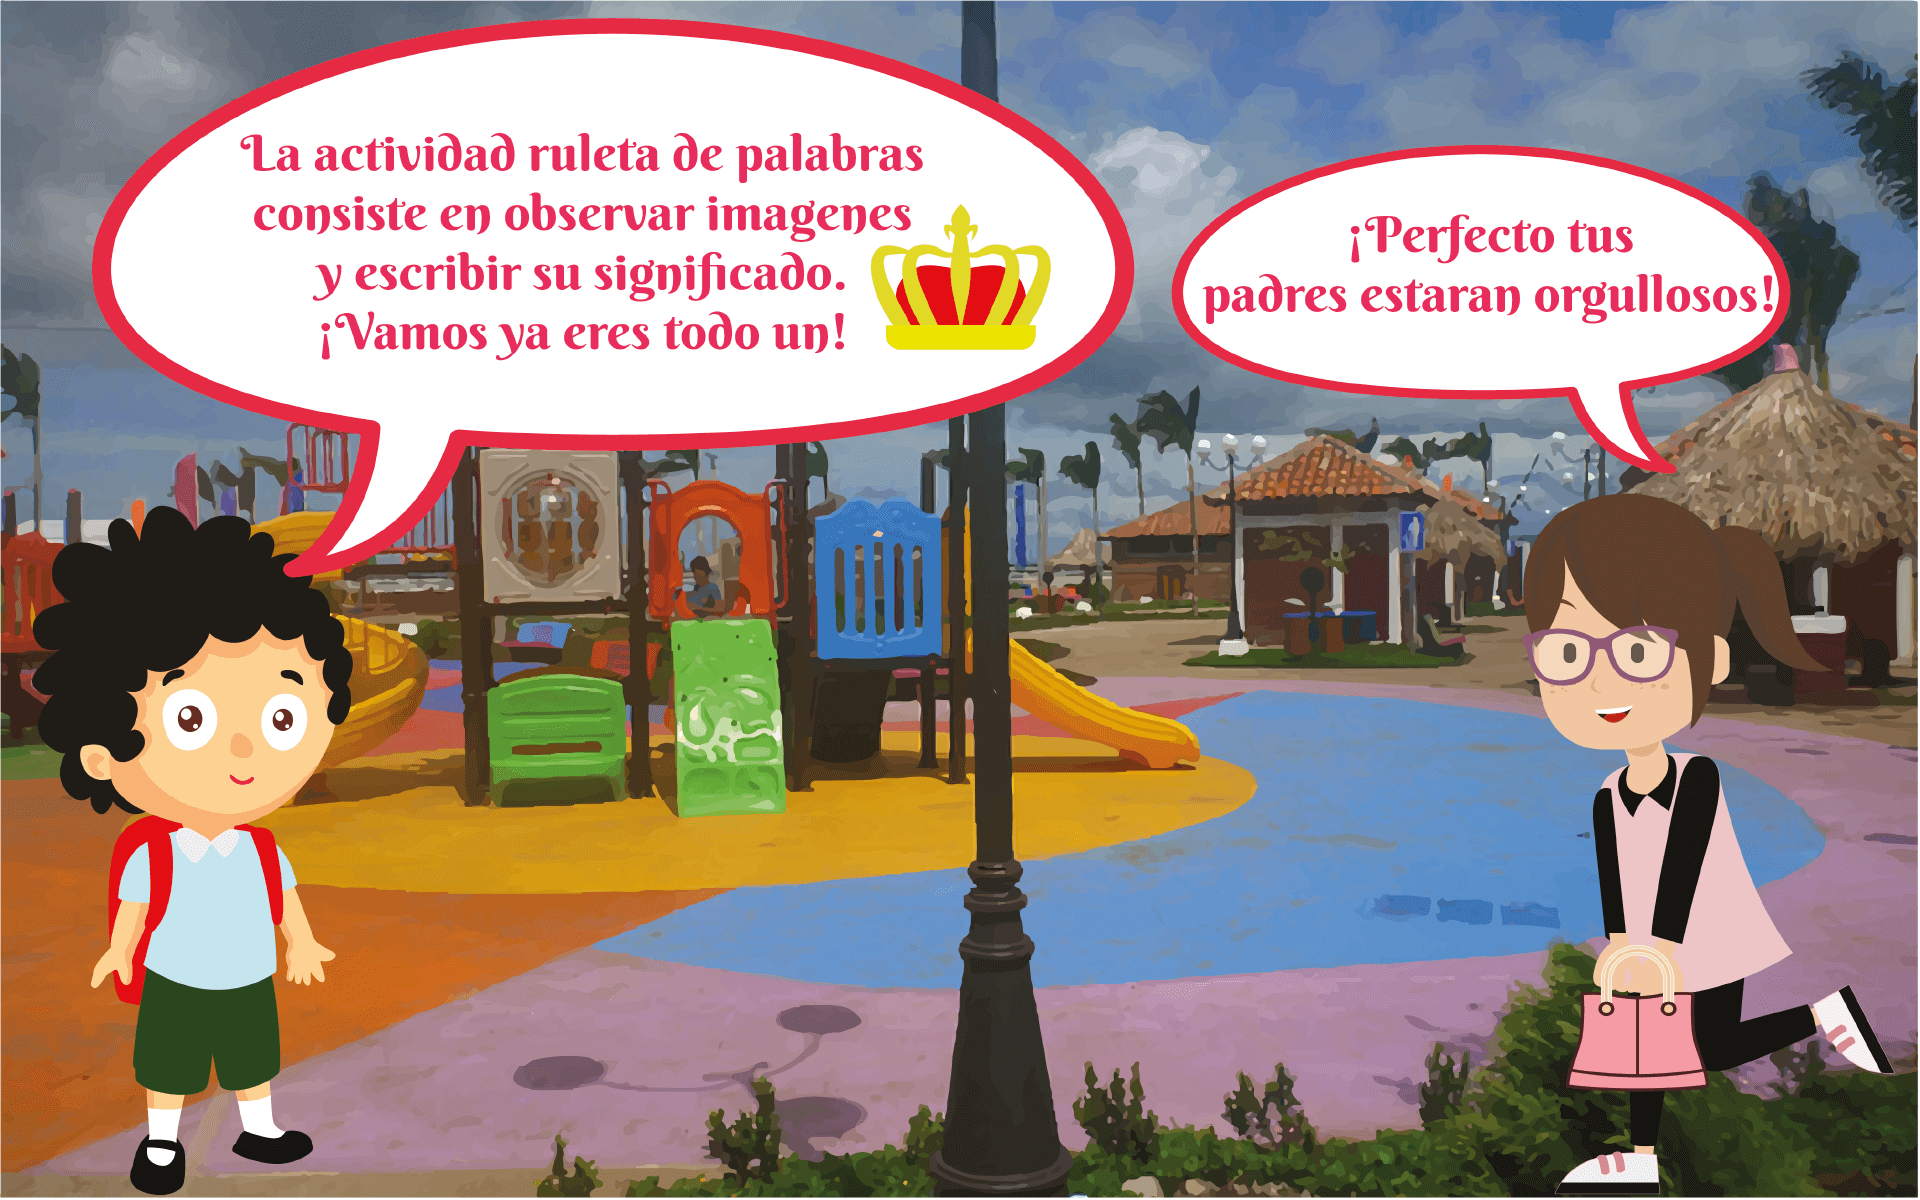 La actividad ruleta de palabras
consiste en observar imagenes
y escribir su significado.
¡Vamos ya eres todo un!
¡Perfecto tus
padres estaran orgullosos!